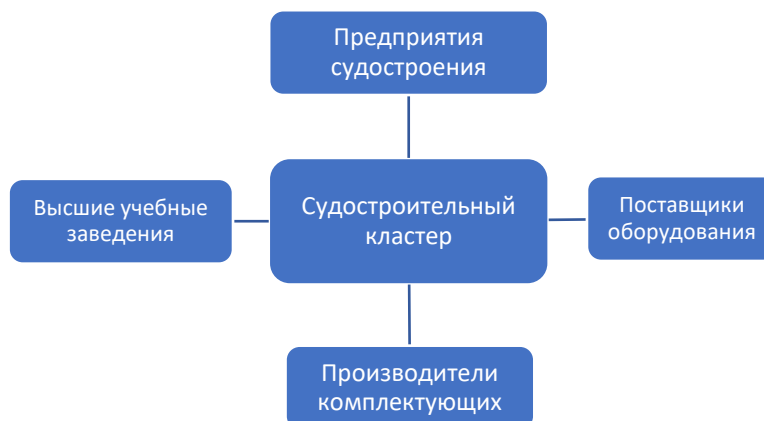 Предприятия
судостроения
Высшие учебные
заведения
Судостроительный
кластер
Поставщики
оборудования
Производители
комплектующих